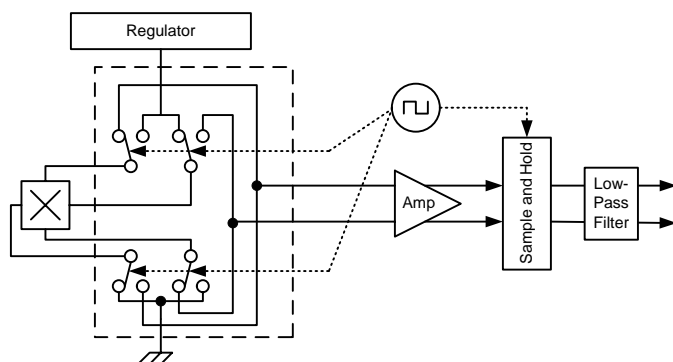 Regulator
Amp
Sample and Hold
Low-
Pass
Filter